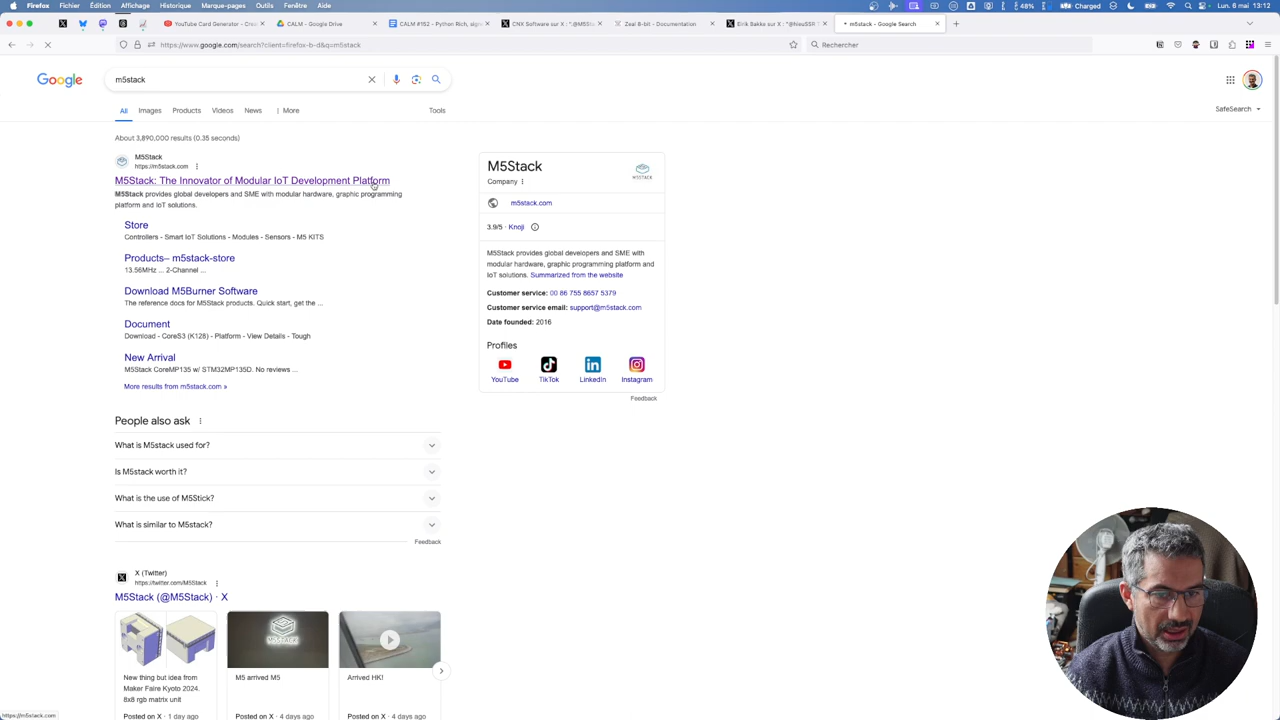 Firefox Fichier Édition Affichage Historique Marque-pages Outils Fenêtre Aide
Charged
Lun. 6 mai 13:12
YouTube Card Generator - Crea
CALM - Google Drive
CALM #152 - Python Rich, sign
CNX Software sur X : ".@M5Sta
Zeal 8-bit - Documentation
Eirik Bakke sur X : "@NeuSSR
m5stack - Google Search
https://www.google.com/search?client=firefox-b-d&q=m5stack
Rechercher
Google
m5stack
All Images Products Videos News More Tools
SafeSearch
About 3,890,000 results (0.35 seconds)
M5Stack
https://m5stack.com
M5Stack: The Innovator of Modular IoT Development Platform
M5Stack provides global developers and SME with modular hardware, graphic programming
platform and IoT solutions.
Store
Controllers - Smart IoT Solutions - Modules - Sensors - M5 KITS
Products– m5stack-store
13.56MHz ... 2-Channel ...
Download M5Burner Software
The reference docs for M5Stack products. Quick start, get the ...
Document
Download - CoreS3 (K128) - Platform - View Details - Tough
New Arrival
M5Stack CoreMP135 w/ STM32MP135D. No reviews ...
More results from m5stack.com »
People also ask
What is M5stack used for?
Is M5stack worth it?
What is the use of M5Stick?
What is similar to M5stack?
Feedback
X (Twitter)
https://twitter.com/M5Stack
M5Stack (@M5Stack) · X
M5STACK
New thing but idea from
Maker Faire Kyoto 2024.
8x8 rgb matrix unit
Posted on X · 1 day ago
M5 arrived M5
Posted on X · 4 days ago
Arrived HK!
Posted on X · 4 days ago
M5Stack
Company
M5STACK
m5stack.com
3.9/5 · Knoji
M5Stack provides global developers and SME with
modular hardware, graphic programming platform and
IoT solutions. Summarized from the website
Customer service: 00 86 755 8657 5379
Customer service email: support@m5stack.com
Date founded: 2016
Profiles
YouTube TikTok LinkedIn Instagram
Feedback
https://m5stack.com